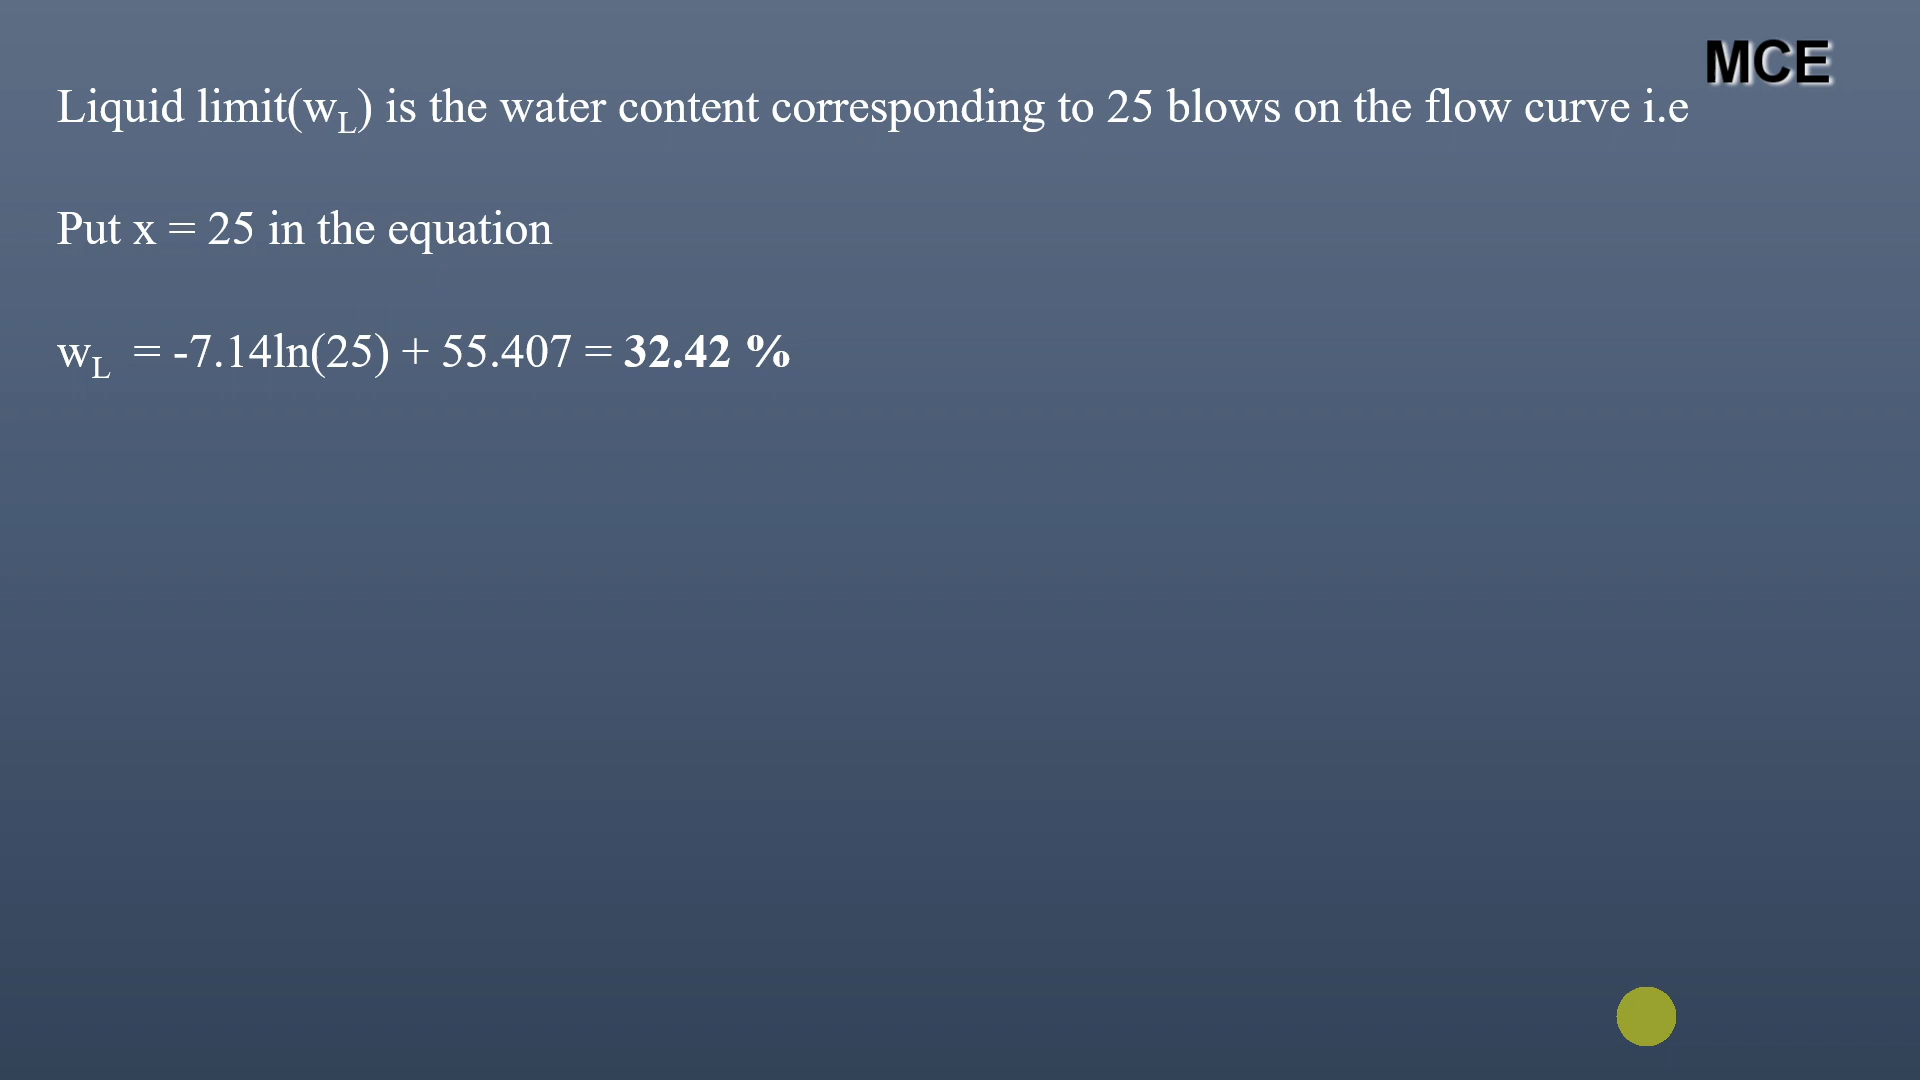 MCE
Liquid limit(wL) is the water content corresponding to 25 blows on the flow curve i.e
Put x = 25 in the equation
wL = -7.14ln(25) + 55.407 = 32.42 %